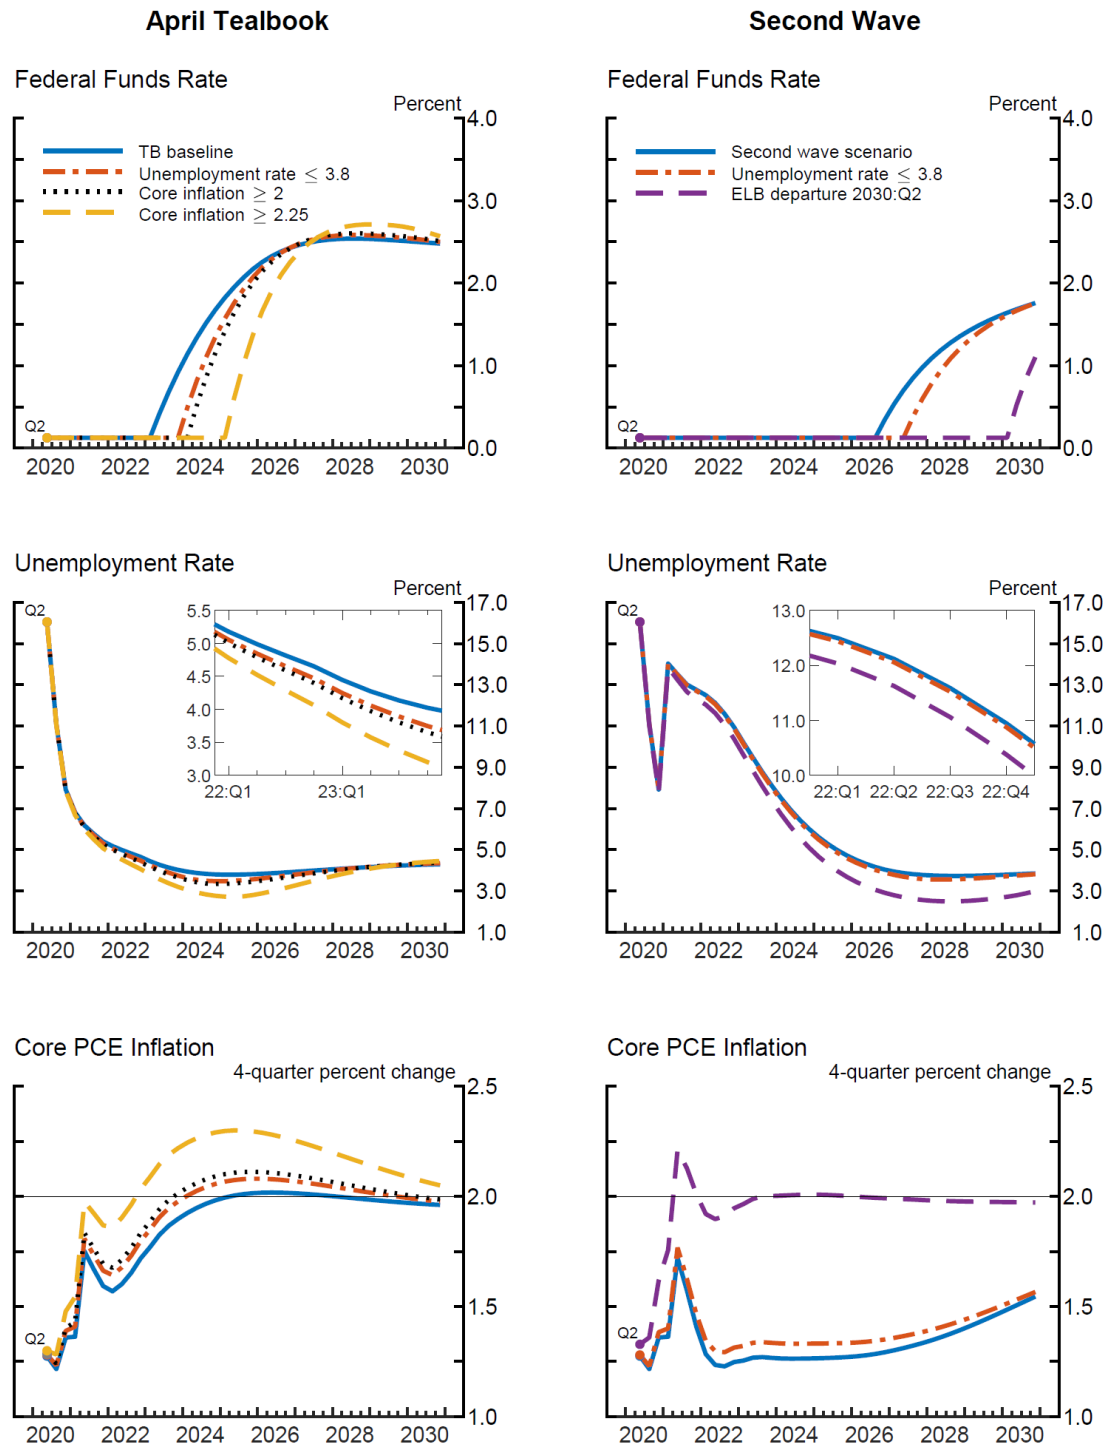 April Tealbook
Second Wave
Federal Funds Rate
Percent
4.0
3.0
2.0
1.0
0.0
TB baseline
Unemployment rate ≤ 3.8
Core inflation ≥ 2
Core inflation ≥ 2.25
Q2
2020 2022 2024 2026 2028 2030
Federal Funds Rate
Percent
4.0
3.0
2.0
1.0
0.0
Second wave scenario
Unemployment rate ≤ 3.8
ELB departure 2030:Q2
Q2
2020 2022 2024 2026 2028 2030
Unemployment Rate
Percent
17.0
15.0
13.0
11.0
9.0
7.0
5.0
3.0
1.0
Q2
5.5
5.0
4.5
4.0
3.5
3.0
22:Q1 23:Q1
2020 2022 2024 2026 2028 2030
Unemployment Rate
Percent
17.0
15.0
13.0
11.0
9.0
7.0
5.0
3.0
1.0
Q2
13.0
12.0
11.0
10.0
22:Q1 22:Q2 22:Q3 22:Q4
2020 2022 2024 2026 2028 2030
Core PCE Inflation
4-quarter percent change
2.5
2.0
1.5
1.0
Q2
2020 2022 2024 2026 2028 2030
Core PCE Inflation
4-quarter percent change
2.5
2.0
1.5
1.0
Q2
2020 2022 2024 2026 2028 2030